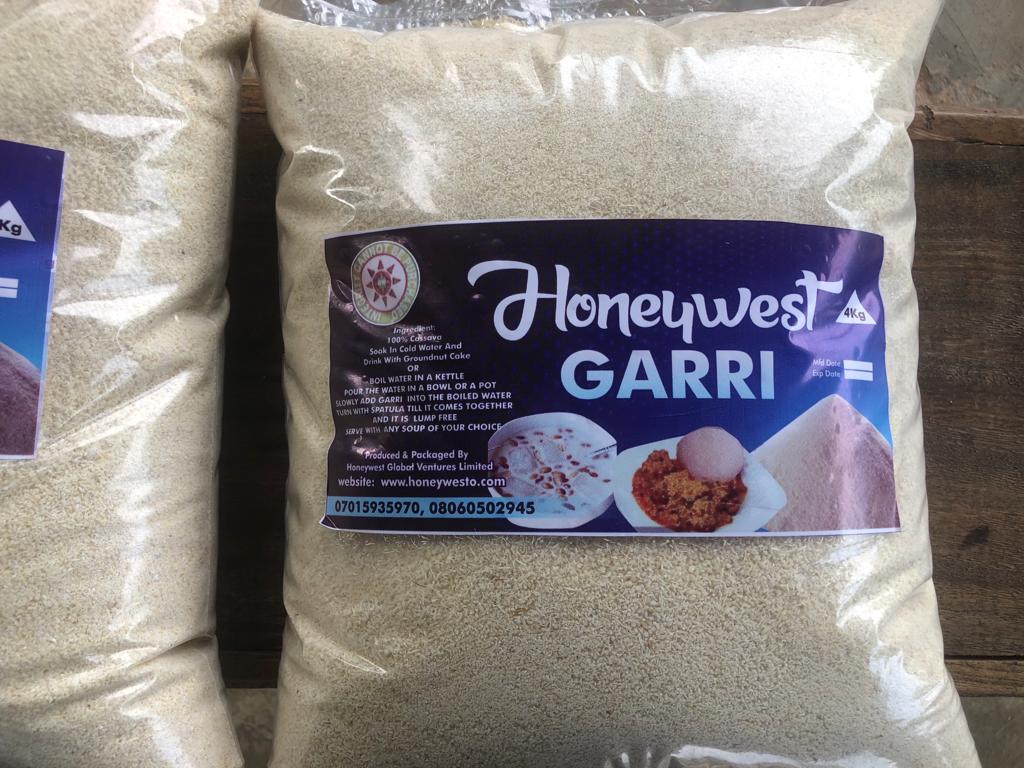 Kg
INTEGRITY CANNOT BE
Honeywest
4Kg
GARRI
Mfd Date
Exp Date
Ingredient:
100% Cassava
Soak In Cold Water And
Drink With Groundnut Cake
OR
BOIL WATER IN A KETTLE
POUR THE WATER IN A BOWL OR A POT
SLOWLY ADD GARRI INTO THE BOILED WATER
TURN WITH SPATULA TILL IT COMES TOGETHER
AND IT IS LUMP FREE
SERVE WITH ANY SOUP OF YOUR CHOICE
Produced & Packaged By
Honeywest Global Ventures Limited
website: www.honeywesto.com
07015935970, 08060502945